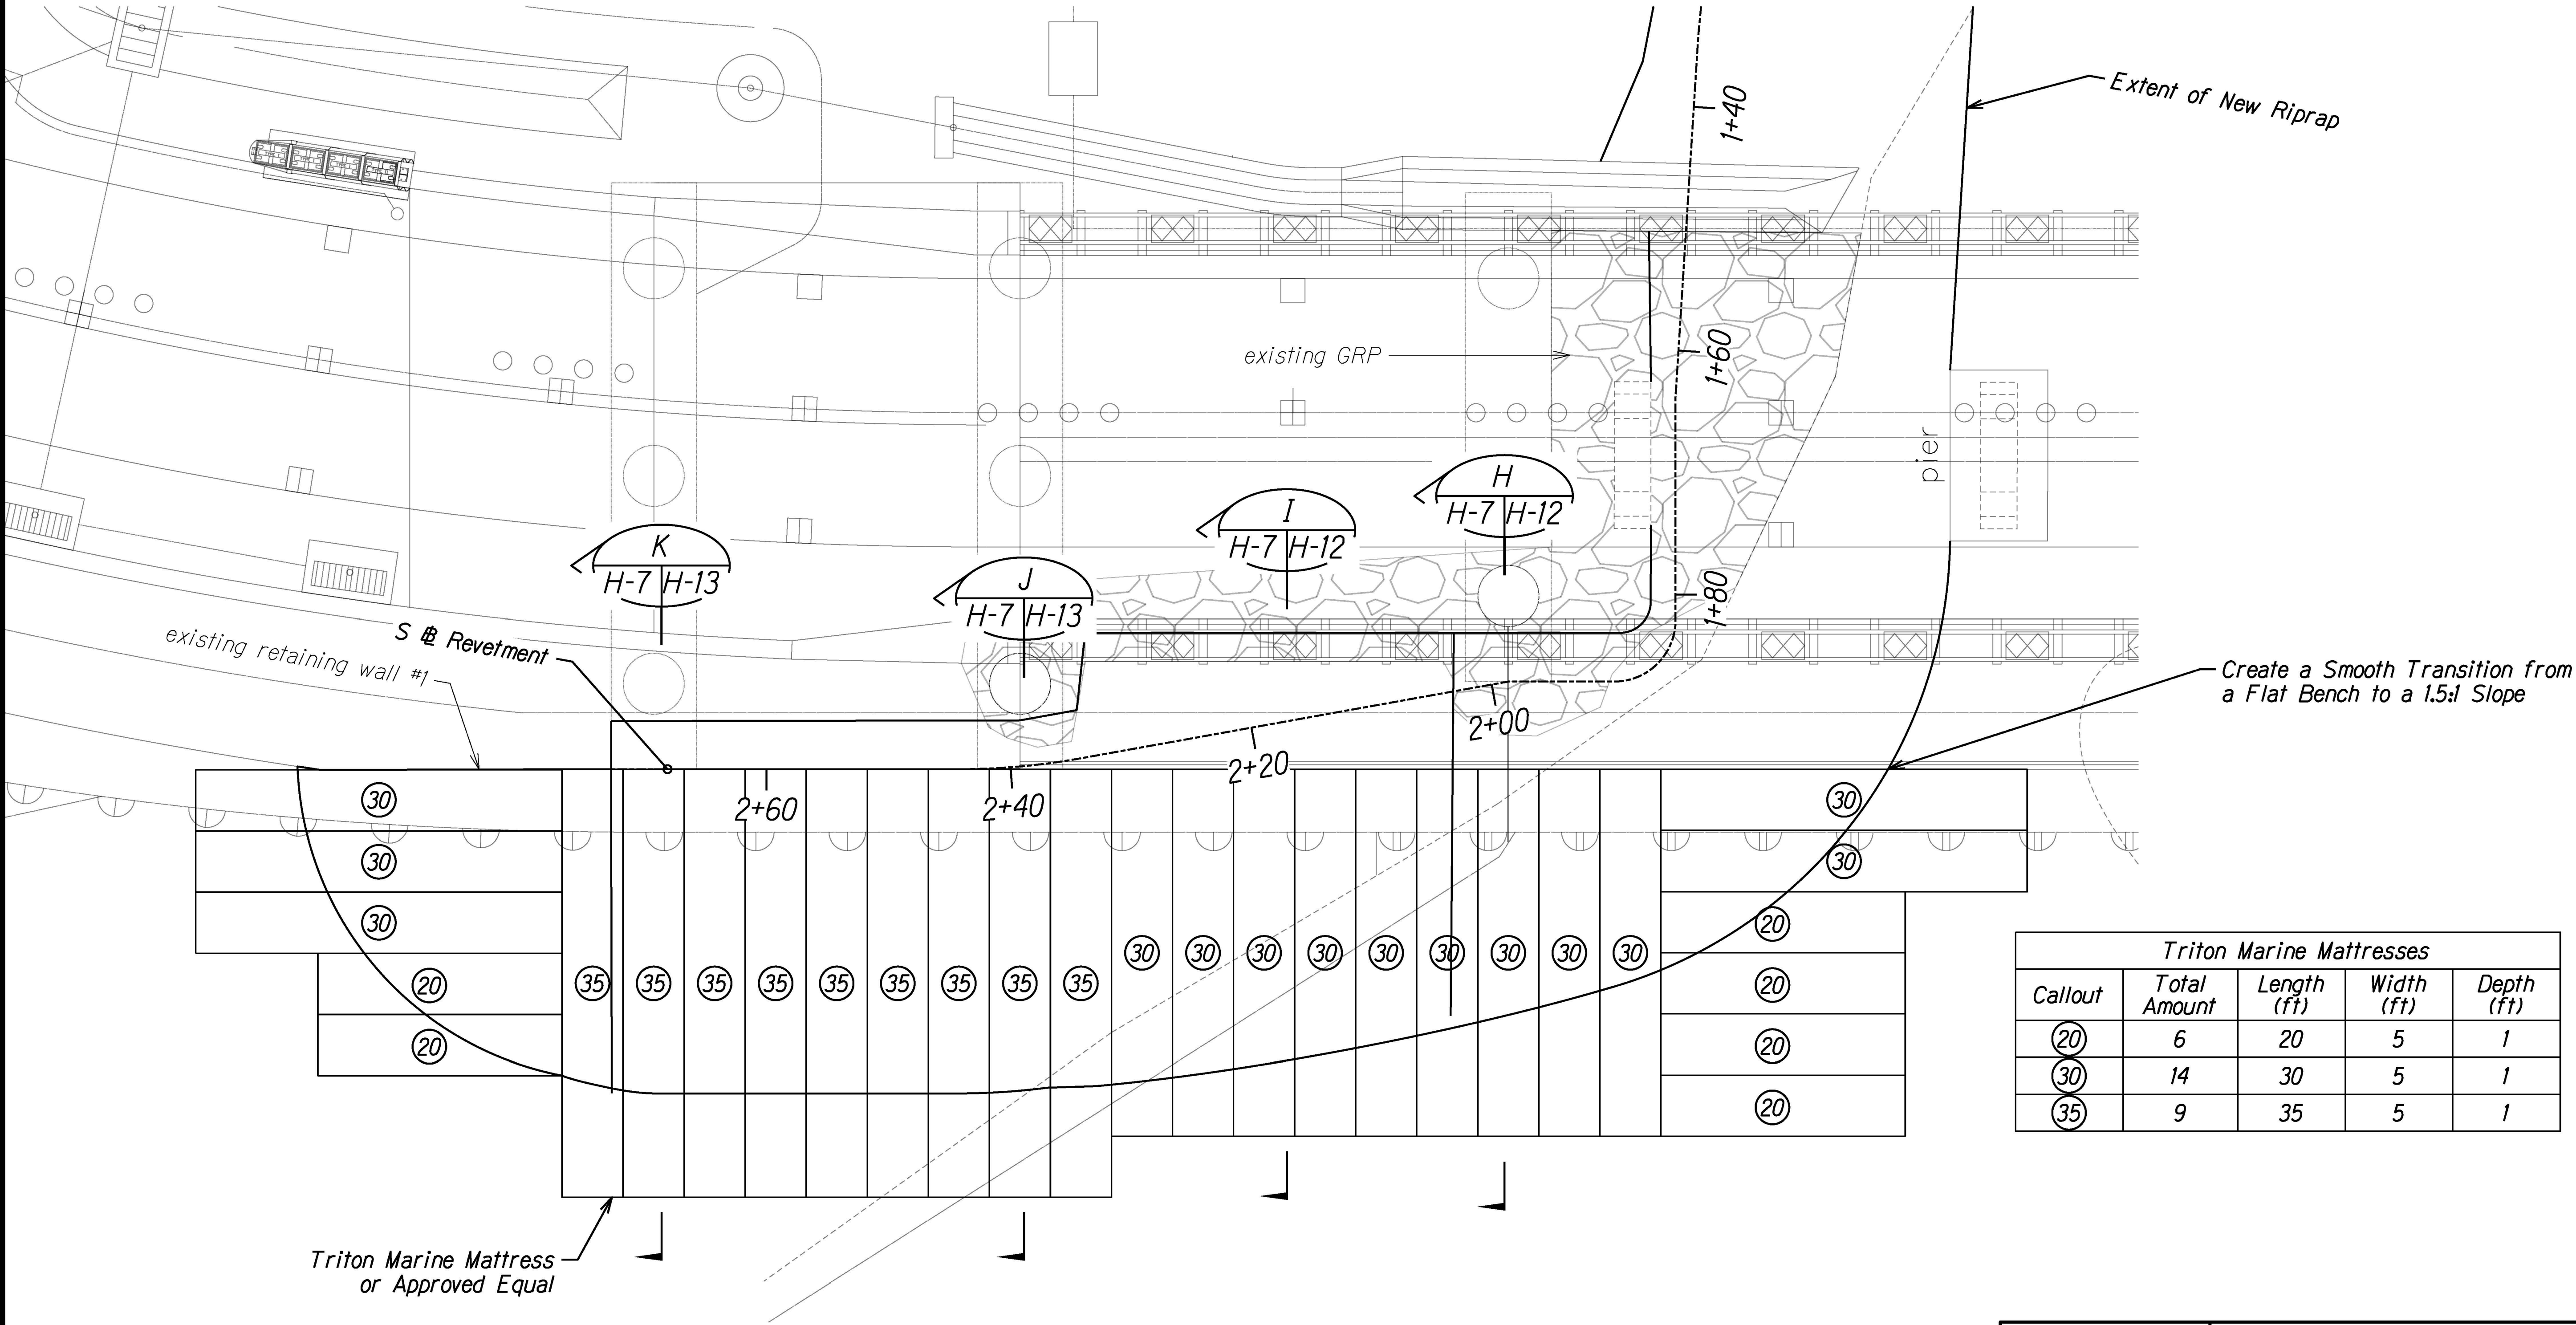 1+40
Extent of New Riprap
existing GRP
1+60
pier
H
H-7 H-12
I
H-7 H-12
K
H-7 H-13
J
H-7 H-13
1+80
S ⅊ Revetment
existing retaining wall #1
Create a Smooth Transition from
a Flat Bench to a 1.5:1 Slope
2+00
2+20
2+40
2+60
30
30
30
30
30
20
20
20
20
20
20
35 35 35 35 35 35 35 35 35
30 30 30 30 30 30 30 30 30
Triton Marine Mattresses
Callout Total Amount Length (ft) Width (ft) Depth (ft)
20 6 20 5 1
30 14 30 5 1
35 9 35 5 1
Triton Marine Mattress
or Approved Equal